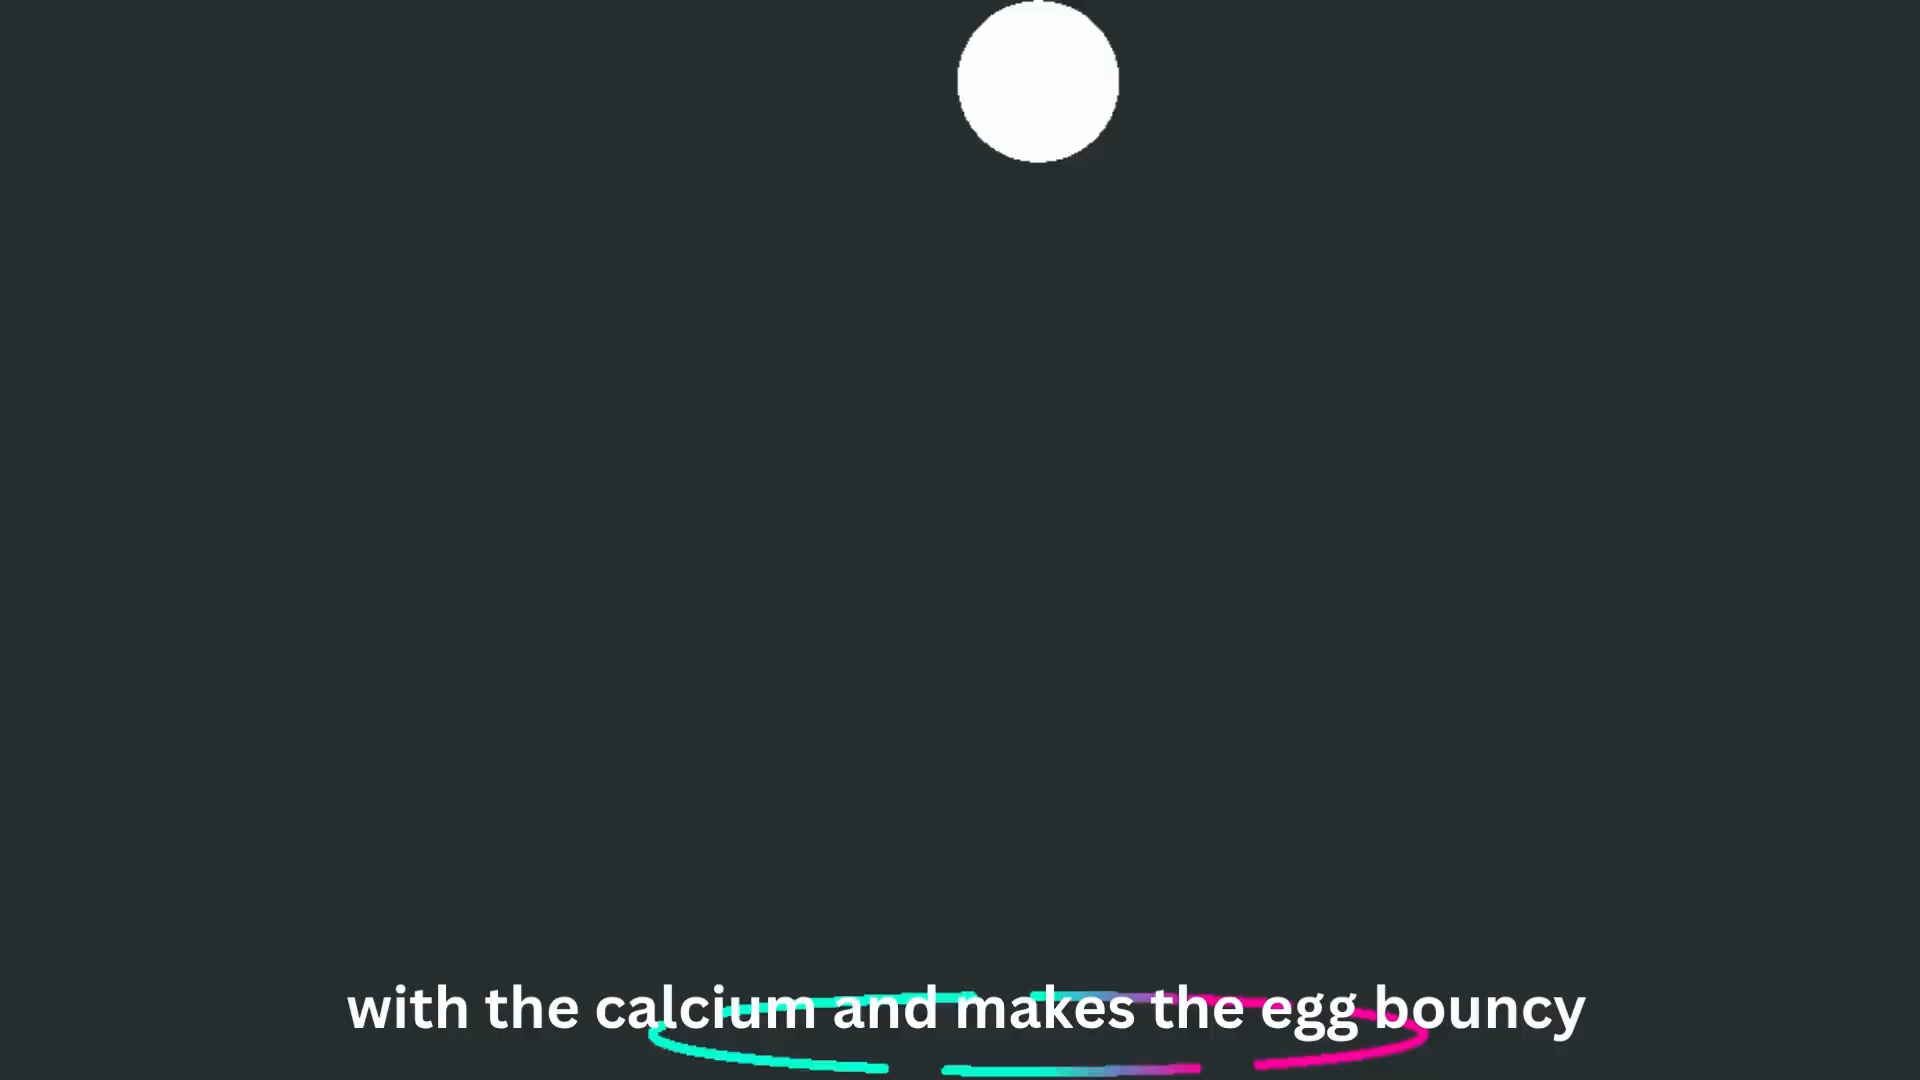 with the calcium and makes the egg bouncy